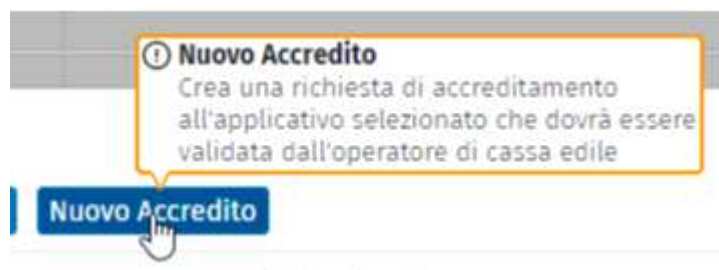 Nuovo Accredito
Crea una richiesta di accreditamento
all'applicativo selezionato che dovrà essere
validata dall'operatore di cassa edile
Nuovo Accredito